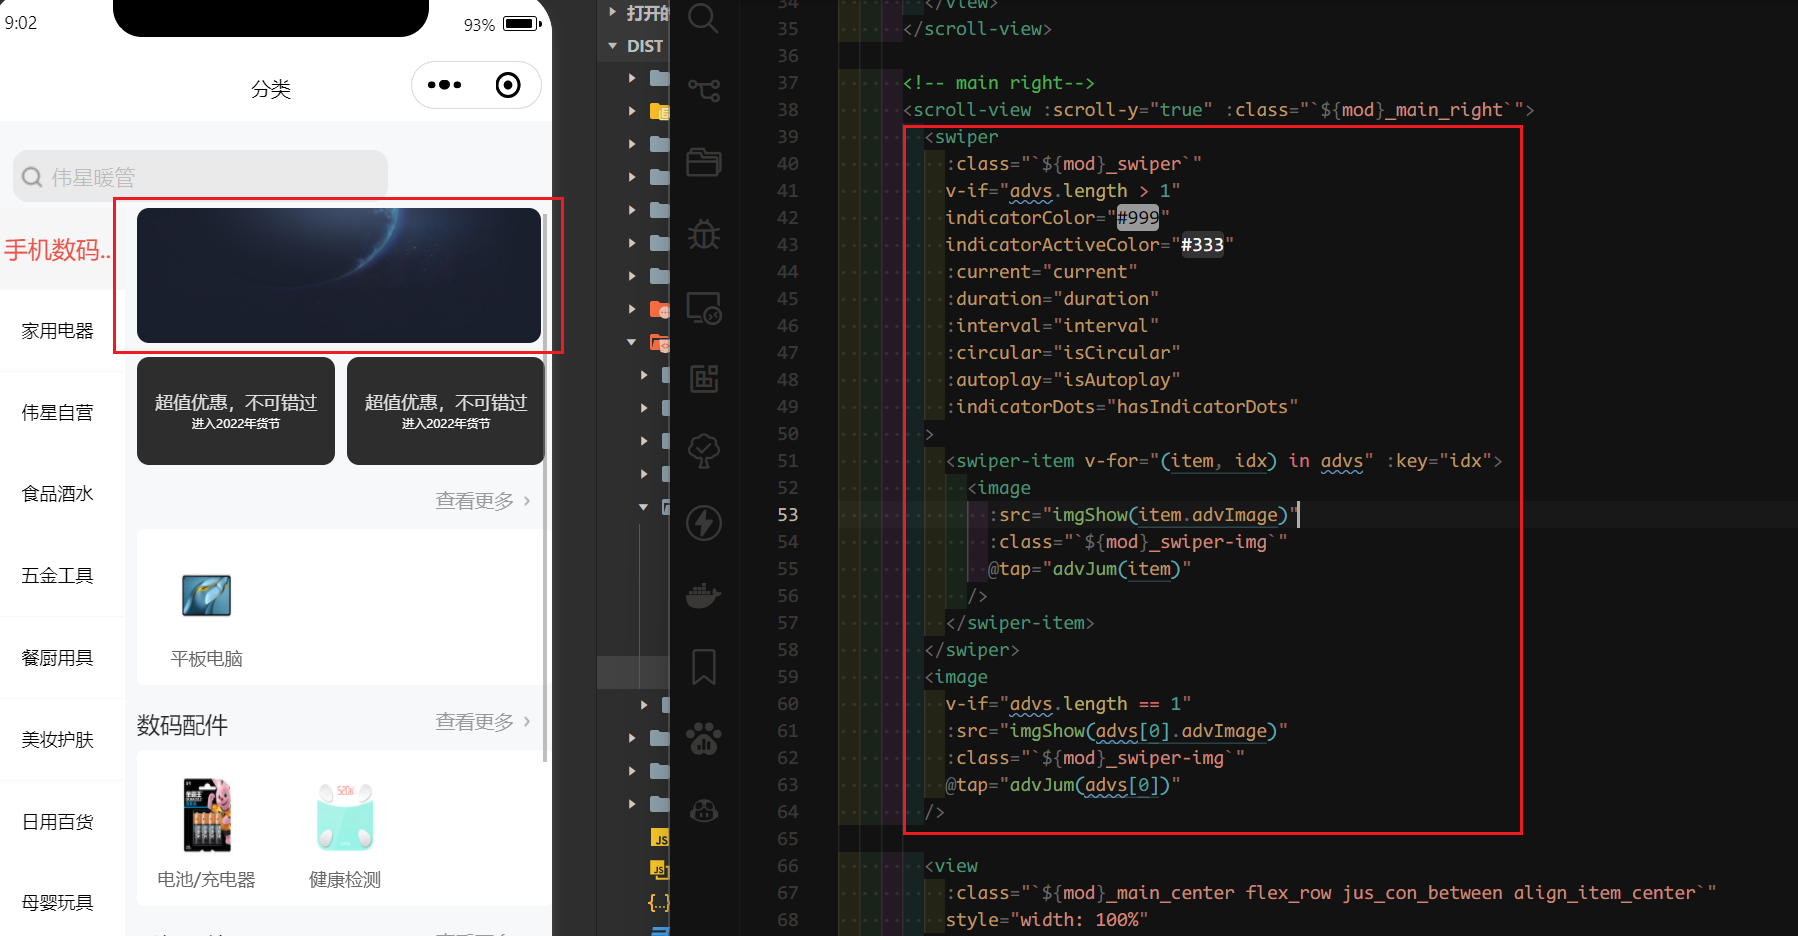 9:02
93%
分类
伟星暖管
手机数码..
家用电器
伟星自营
食品酒水
五金工具
餐厨用具
美妆护肤
日用百货
母婴玩具
超值优惠，不可错过
进入2022年货节
超值优惠，不可错过
进入2022年货节
查看更多
平板电脑
数码配件
查看更多
520K
电池/充电器
健康检测
DIST
JS
JS
{..}
34 </view>
35 </scroll-view>
36
37 <!-- main right-->
38 <scroll-view :scroll-y="true" :class="`${mod}_main_right`">
39 <swiper
40 :class="`${mod}_swiper`"
41 v-if="advs.length > 1"
42 indicatorColor="#999"
43 indicatorActiveColor="#333"
44 :current="current"
45 :duration="duration"
46 :interval="interval"
47 :circular="isCircular"
48 :autoplay="isAutoplay"
49 :indicatorDots="hasIndicatorDots"
50 >
51 <swiper-item v-for="(item, idx) in advs" :key="idx">
52 <image
53 :src="imgShow(item.advImage)"
54 :class="`${mod}_swiper-img`"
55 @tap="advJum(item)"
56 />
57 </swiper-item>
58 </swiper>
59 <image
60 v-if="advs.length == 1"
61 :src="imgShow(advs[0].advImage)"
62 :class="`${mod}_swiper-img`"
63 @tap="advJum(advs[0])"
64 />
65
66 <view
67 :class="`${mod}_main_center flex_row jus_con_between align_item_center`"
68 style="width: 100%"